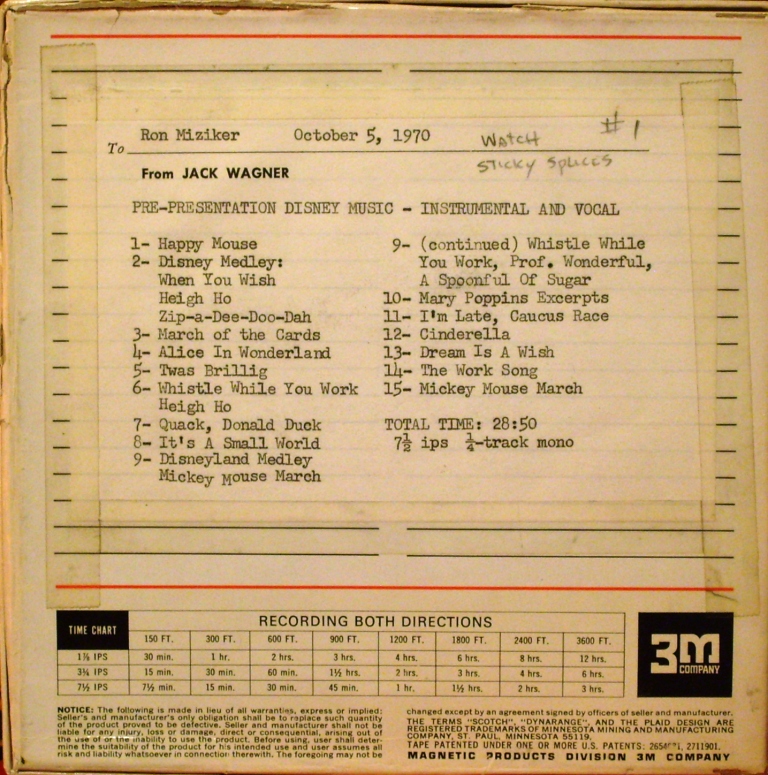 Ron Miziker October 5, 1970 WATCH #1
To
STICKY SPLICES
From JACK WAGNER
PRE-PRESENTATION DISNEY MUSIC - INSTRUMENTAL AND VOCAL
1- Happy Mouse
2- Disney Medley:
When You Wish
Heigh Ho
Zip-a-Dee-Doo-Dah
3- March of the Cards
4- Alice In Wonderland
5- Twas Brillig
6- Whistle While You Work
Heigh Ho
7- Quack, Donald Duck
8- It's A Small World
9- Disneyland Medley
Mickey Mouse March
9- (continued) Whistle While
You Work, Prof. Wonderful,
A Spoonful Of Sugar
10- Mary Poppins Excerpts
11- I'm Late, Caucus Race
12- Cinderella
13- Dream Is A Wish
14- The Work Song
15- Mickey Mouse March
TOTAL TIME: 28:50
7½ ips ¼-track mono
TIME CHART
RECORDING BOTH DIRECTIONS
150 FT. 300 FT. 600 FT. 900 FT. 1200 FT. 1800 FT. 2400 FT. 3600 FT.
1⅞ IPS 30 min. 1 hr. 2 hrs. 3 hrs. 4 hrs. 6 hrs. 8 hrs. 12 hrs.
3¾ IPS 15 min. 30 min. 60 min. 1½ hrs. 2 hrs. 3 hrs. 4 hrs. 6 hrs.
7½ IPS 7½ min. 15 min. 30 min. 45 min. 1 hr. 1½ hrs. 2 hrs. 3 hrs.
3M
COMPANY
NOTICE: The following is made in lieu of all warranties, express or implied:
Seller's and manufacturer's only obligation shall be to replace such quantity
of the product proved to be defective. Seller and manufacturer shall not be
liable for any injury, loss or damage, direct or consequential, arising out of
the use of or the inability to use the product. Before using, user shall deter-
mine the suitability of the product for his intended use and user assumes all
risk and liability whatsoever in connection therewith. The foregoing may not be
changed except by an agreement signed by officers of seller and manufacturer.
THE TERMS "SCOTCH", "DYNARANGE", AND THE PLAID DESIGN ARE
REGISTERED TRADEMARKS OF MINNESOTA MINING AND MANUFACTURING
COMPANY, ST. PAUL, MINNESOTA 55119.
TAPE PATENTED UNDER ONE OR MORE U.S. PATENTS: 2711901.
MAGNETIC PRODUCTS DIVISION 3M COMPANY